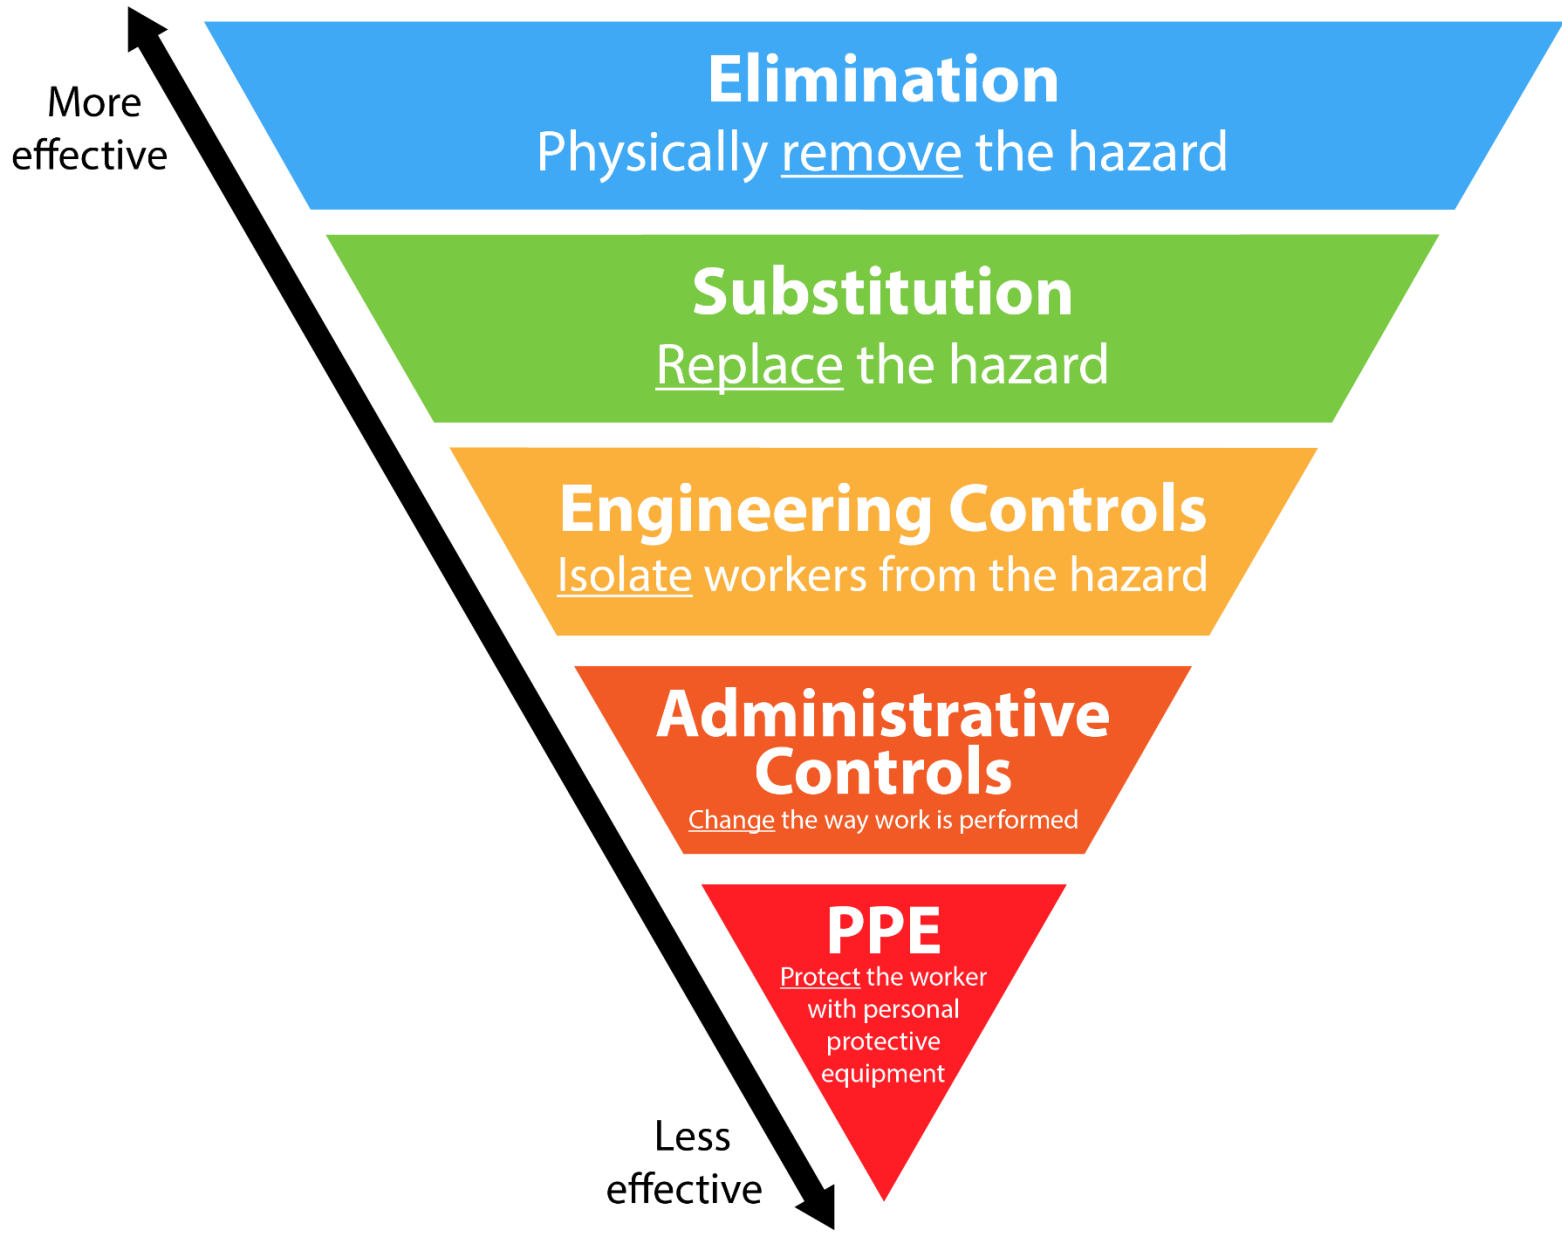 More
effective
Elimination
Physically remove the hazard
Substitution
Replace the hazard
Engineering Controls
Isolate workers from the hazard
Administrative
Controls
Change the way work is performed
PPE
Protect the worker
with personal
protective
equipment
Less
effective